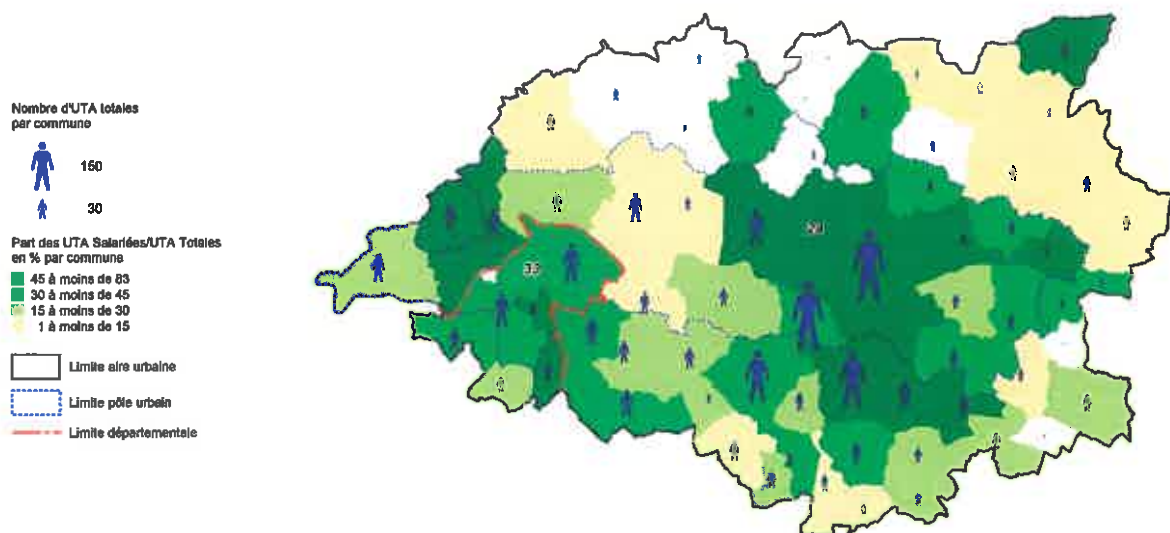 Nombre d'UTA totales
par commune
150
30
Part des UTA Salariées/UTA Totales
en % par commune
45 à moins de 83
30 à moins de 45
15 à moins de 30
1 à moins de 15
Limite aire urbaine
Limite pôle urbain
Limite départementale
33